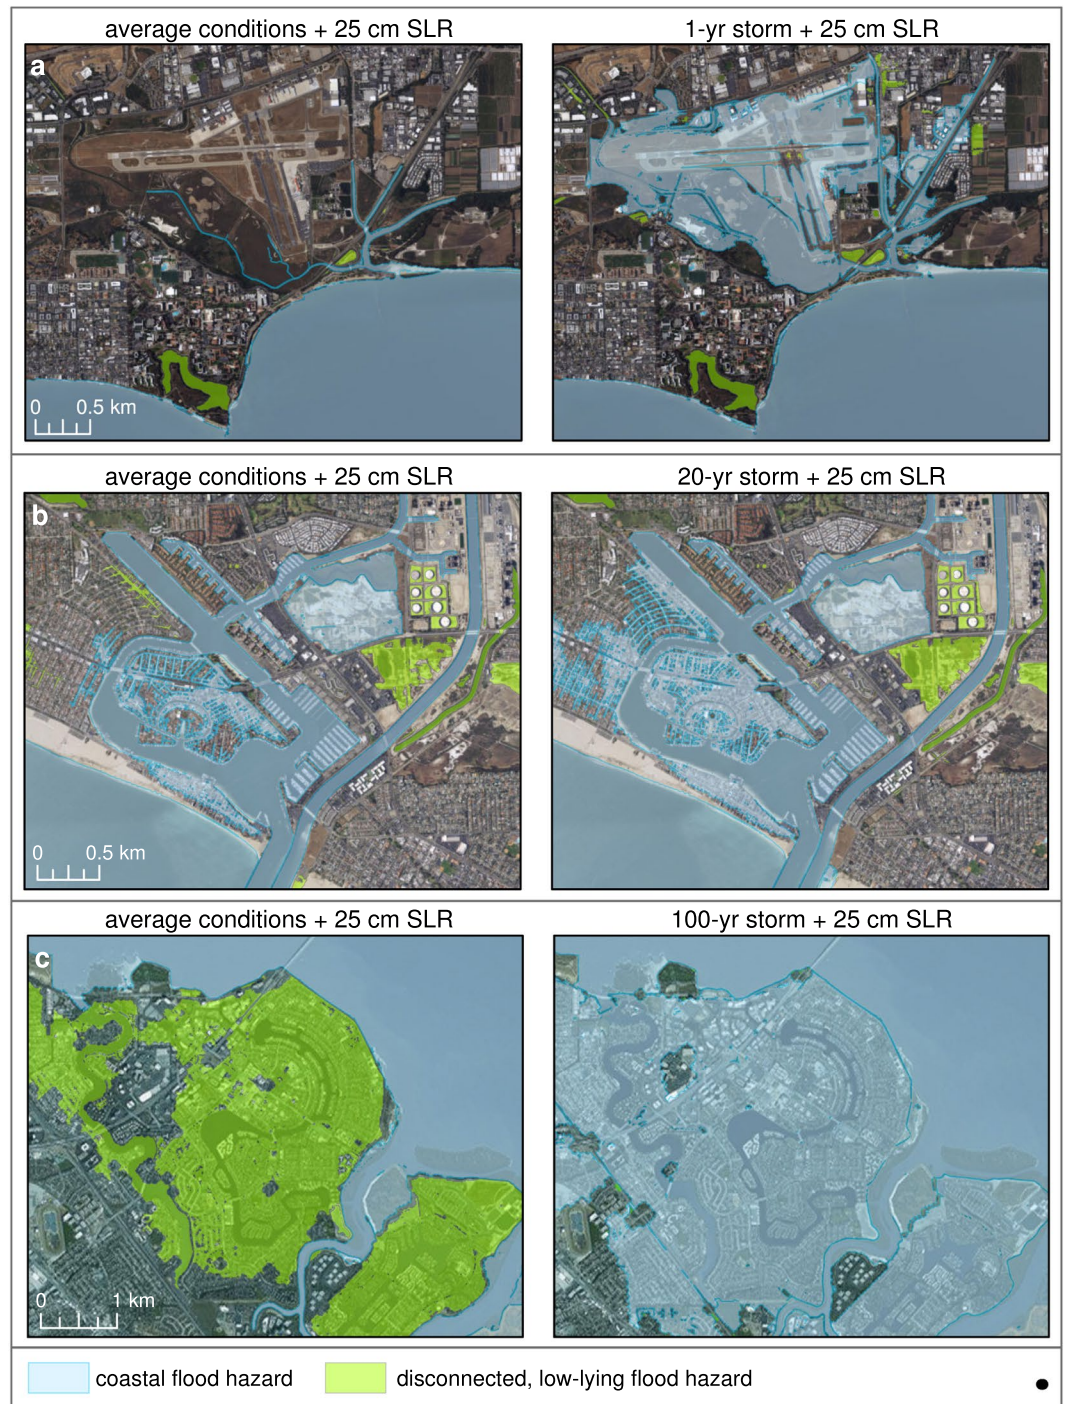 average conditions + 25 cm SLR
1-yr storm + 25 cm SLR
a
0 0.5 km
average conditions + 25 cm SLR
20-yr storm + 25 cm SLR
b
0 0.5 km
average conditions + 25 cm SLR
100-yr storm + 25 cm SLR
c
0 1 km
coastal flood hazard
disconnected, low-lying flood hazard